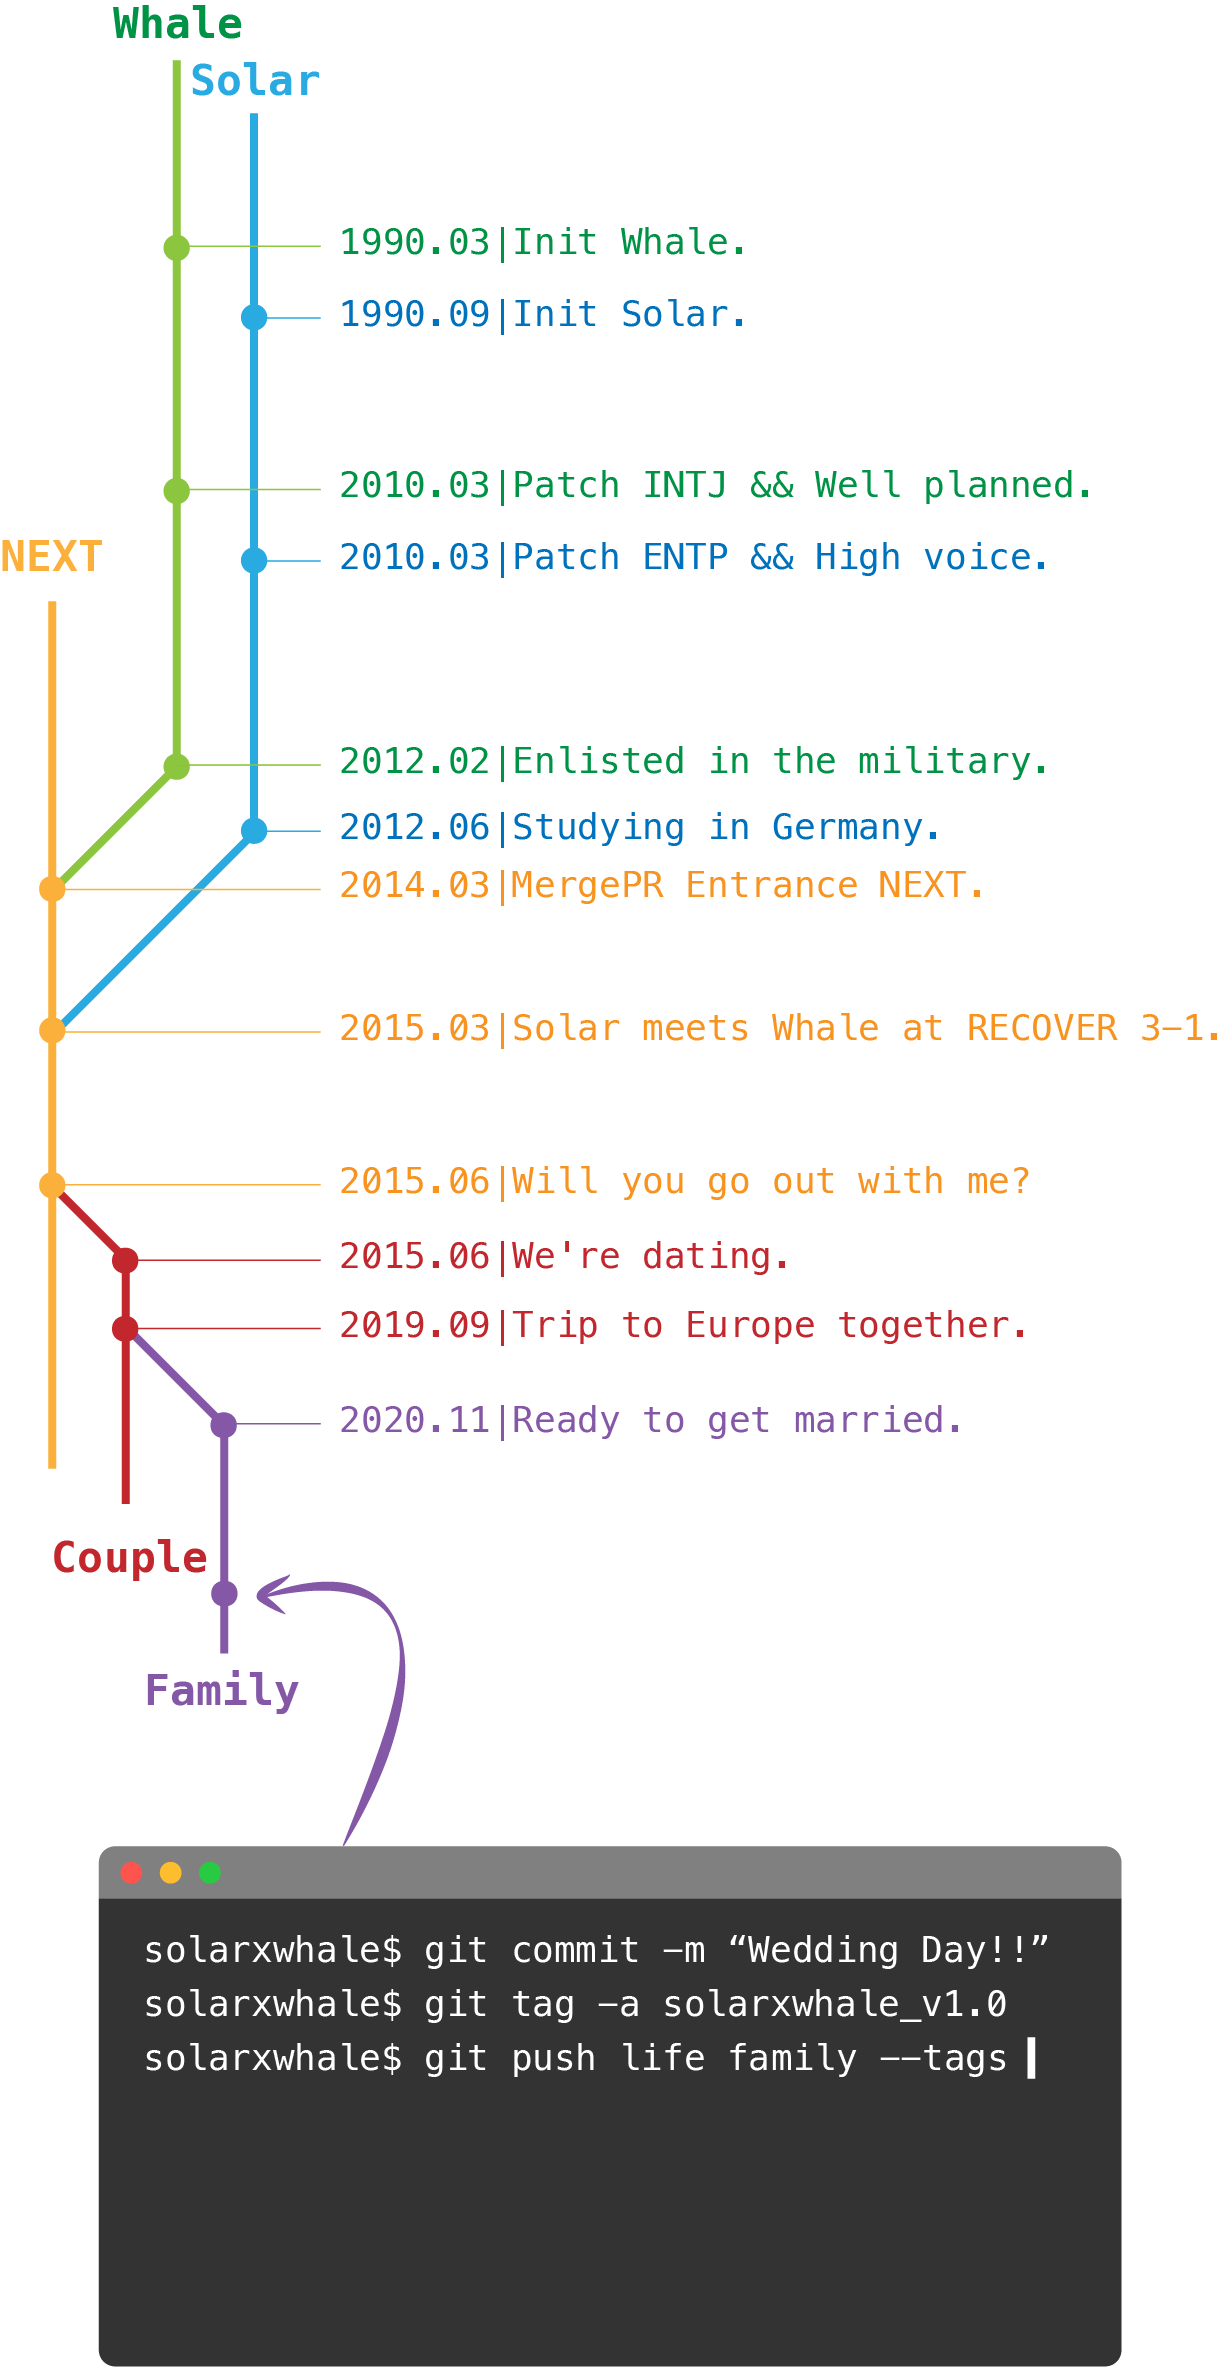 Whale
Solar
1990.03|Init Whale.
1990.09|Init Solar.
2010.03|Patch INTJ && Well planned.
NEXT
2010.03|Patch ENTP && High voice.
2012.02|Enlisted in the military.
2012.06|Studying in Germany.
2014.03|MergePR Entrance NEXT.
2015.03|Solar meets Whale at RECOVER 3–1.
2015.06|Will you go out with me?
2015.06|We're dating.
2019.09|Trip to Europe together.
2020.11|Ready to get married.
Couple
Family
solarxwhale$ git commit –m “Wedding Day!!”
solarxwhale$ git tag –a solarxwhale_v1.0
solarxwhale$ git push life family ––tags